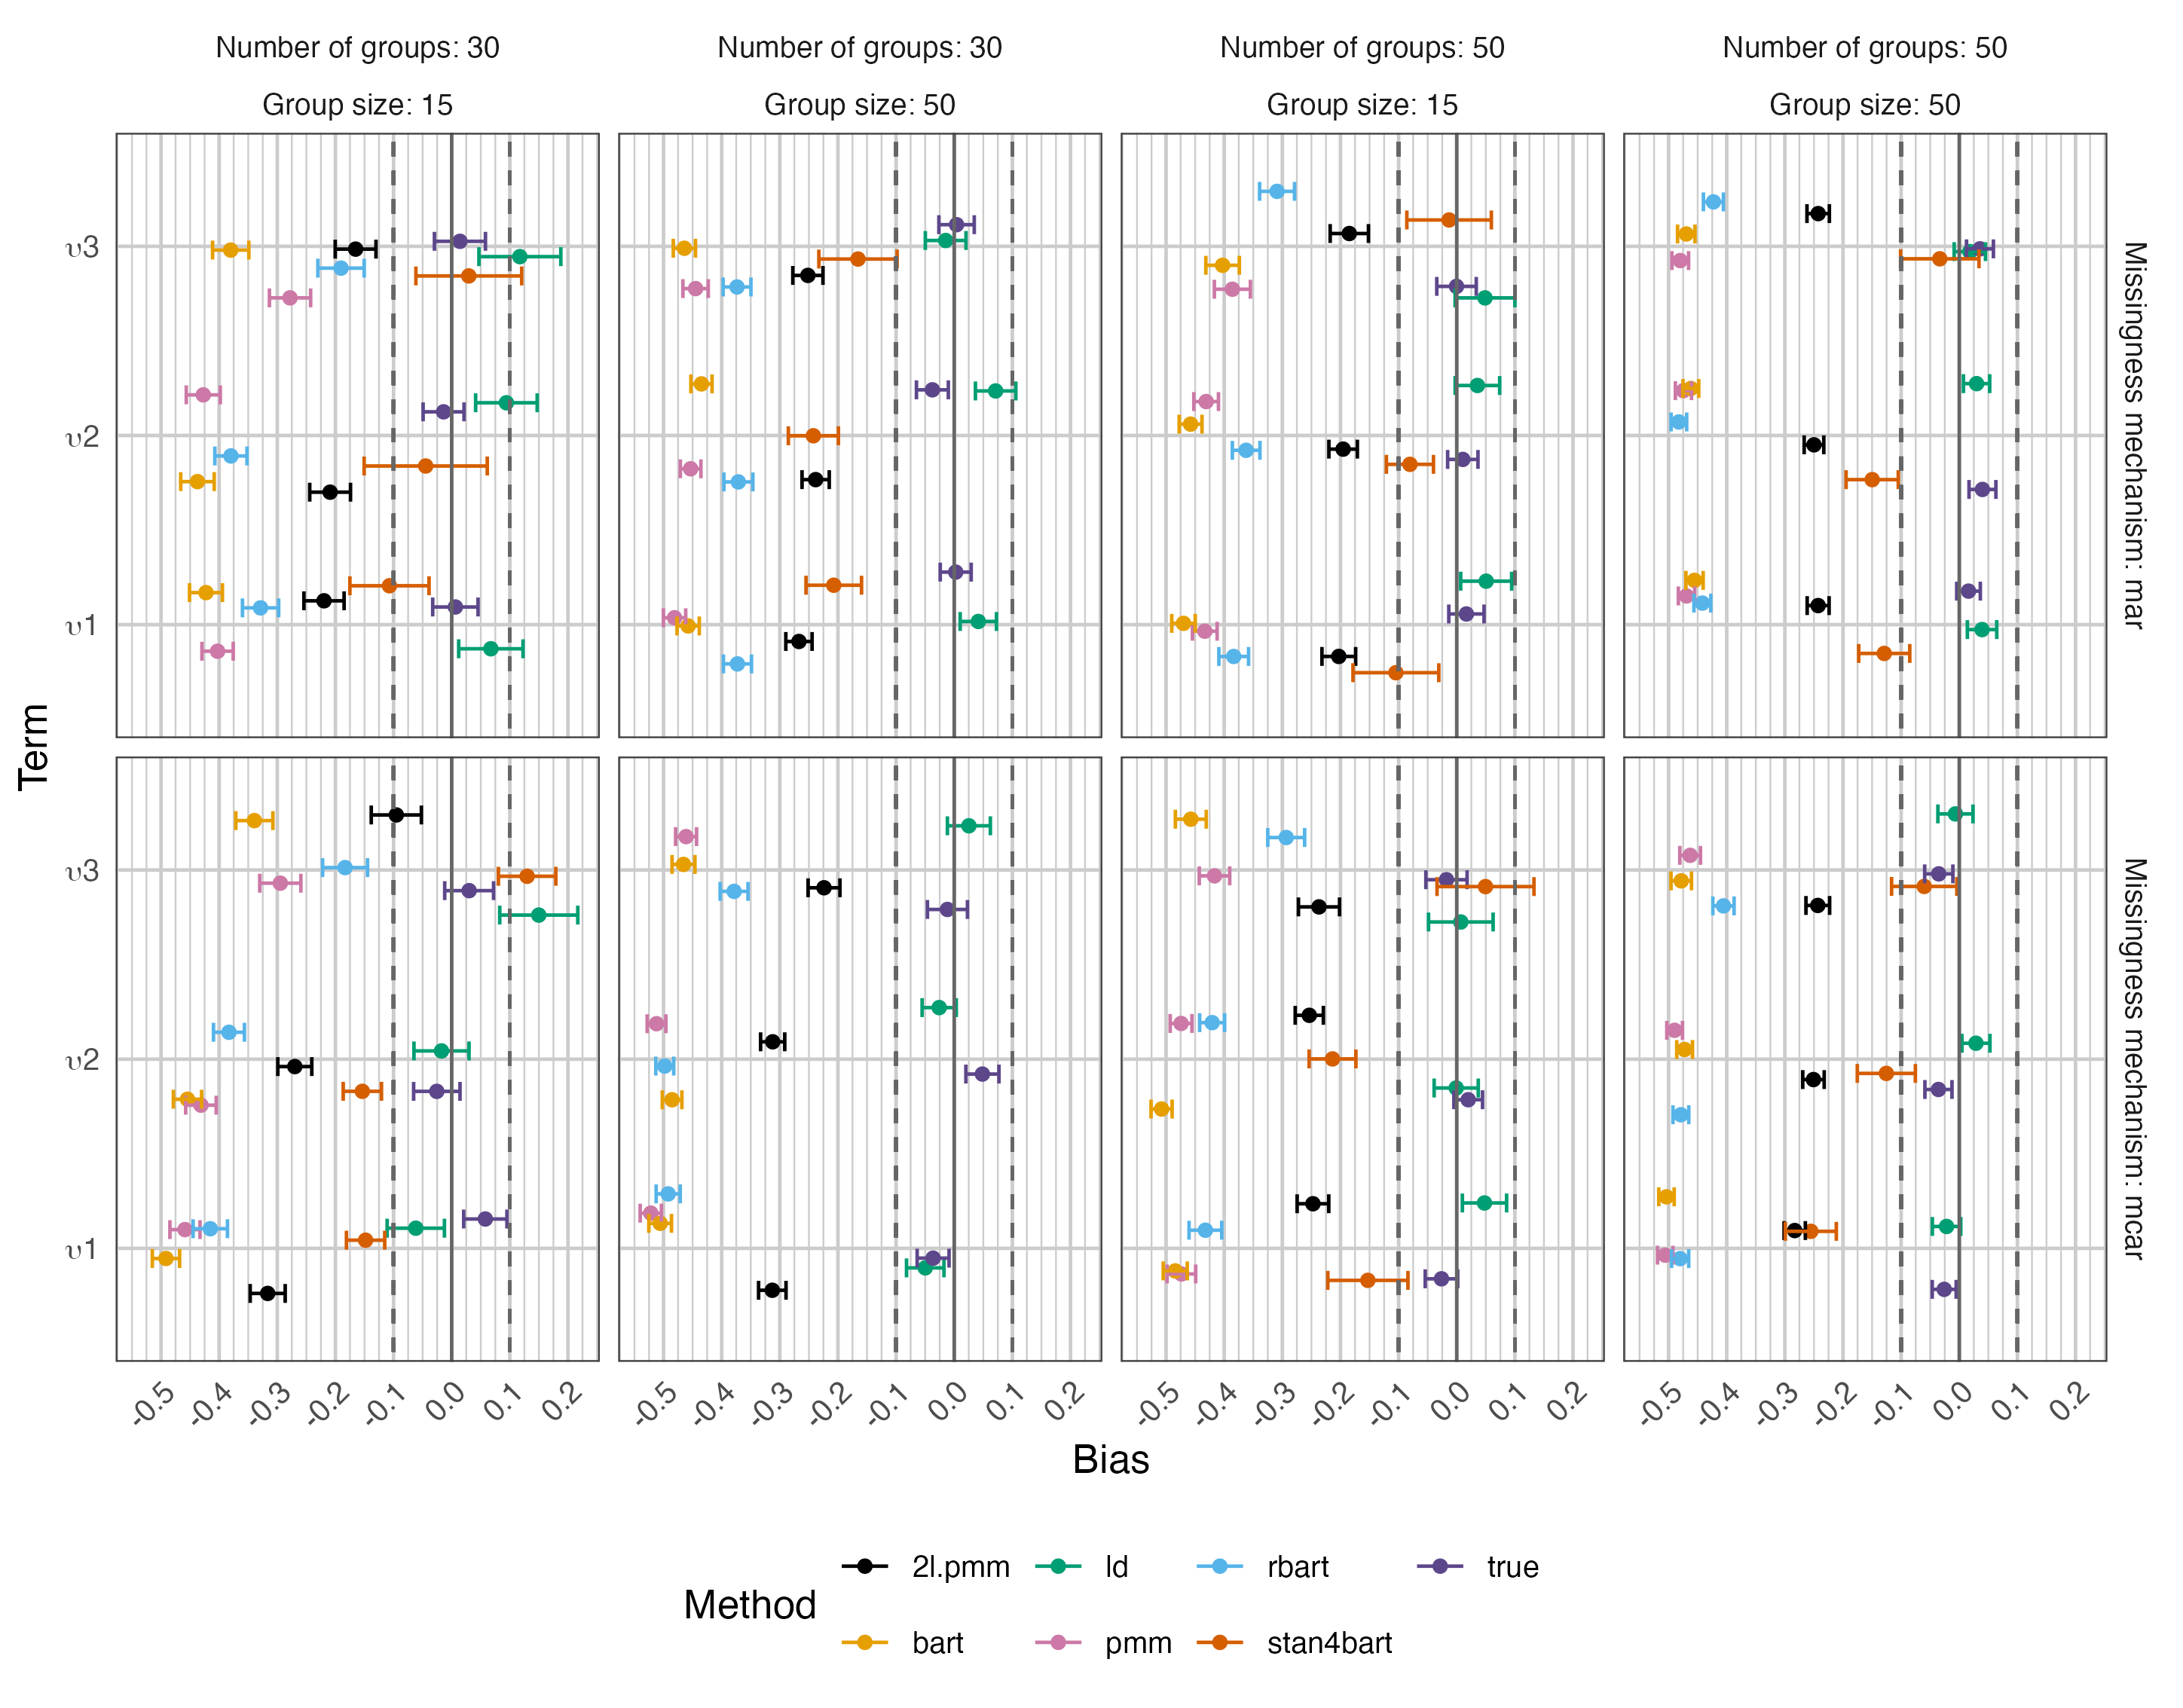 Number of groups: 30
Number of groups: 30
Number of groups: 50
Number of groups: 50
Group size: 15
Group size: 50
Group size: 15
Group size: 50
υ3
υ2
υ1
Missingness mechanism: mar
Term
υ3
υ2
υ1
Missingness mechanism: mcar
-0.5 -0.4 -0.3 -0.2 -0.1 0.0 0.1 0.2
-0.5 -0.4 -0.3 -0.2 -0.1 0.0 0.1 0.2
-0.5 -0.4 -0.3 -0.2 -0.1 0.0 0.1 0.2
-0.5 -0.4 -0.3 -0.2 -0.1 0.0 0.1 0.2
Bias
Method
2l.pmm ld rbart true
bart pmm stan4bart